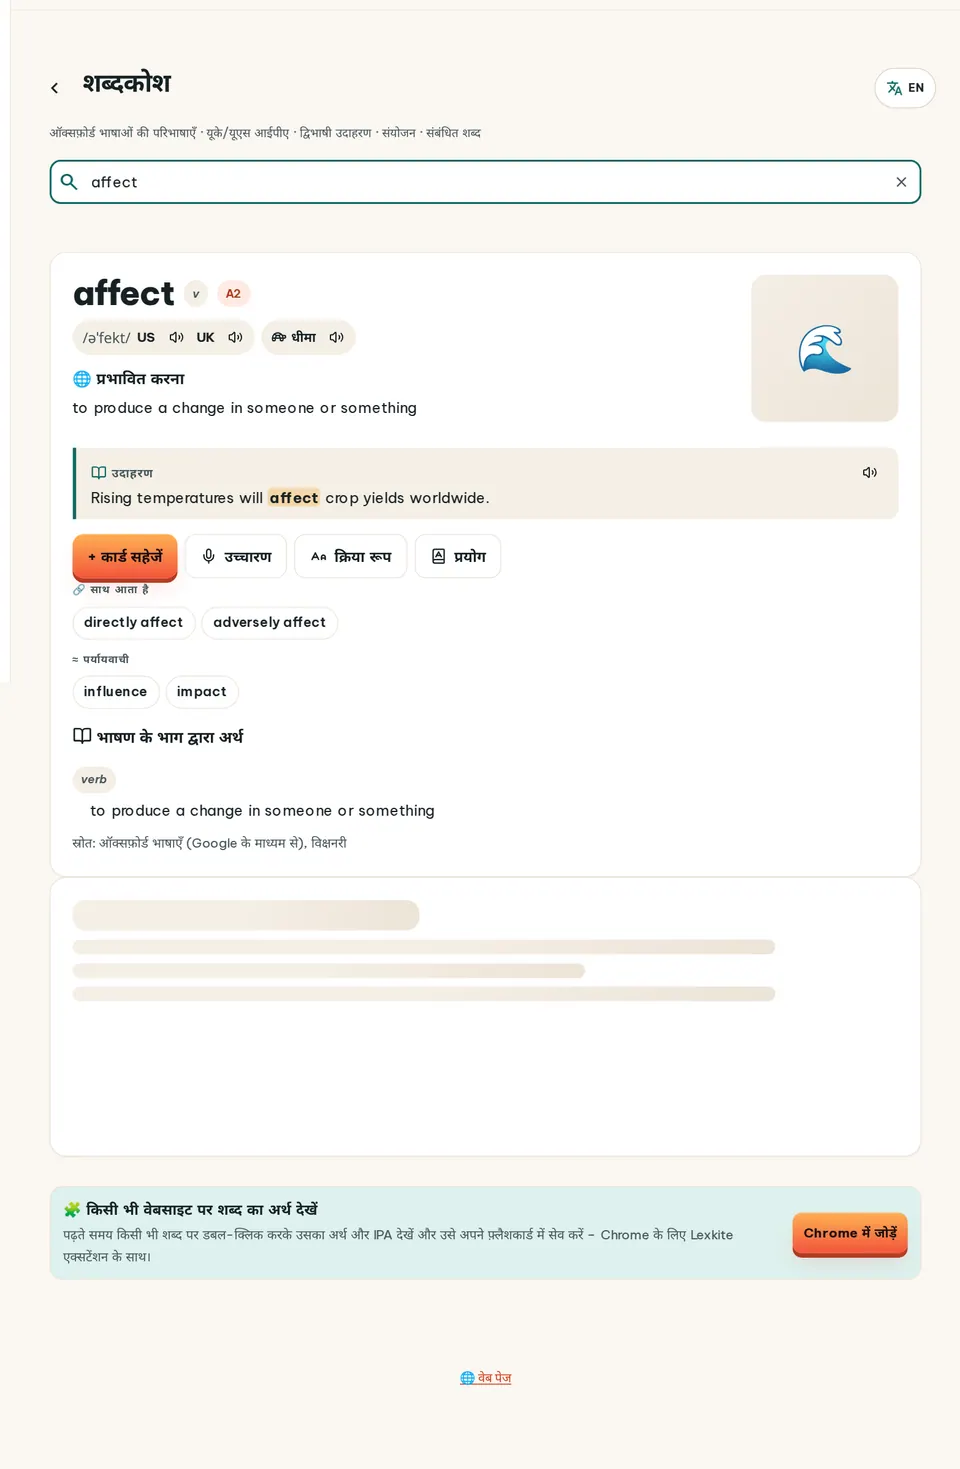 शब्दकोश
EN
ऑक्सफ़ोर्ड भाषाओं की परिभाषाएँ · यूके/यूएस आईपीए · द्विभाषी उदाहरण · संयोजन · संबंधित शब्द
affect
affect v A2
/ə'fekt/ US UK धीमा
प्रभावित करना
to produce a change in someone or something
उदाहरण
Rising temperatures will affect crop yields worldwide.
+ कार्ड सहेजें उच्चारण Aa क्रिया रूप प्रयोग
साथ आता है
directly affect adversely affect
≈ पर्यायवाची
influence impact
भाषण के भाग द्वारा अर्थ
verb
to produce a change in someone or something
स्रोत: ऑक्सफ़ोर्ड भाषाएँ (Google के माध्यम से), विक्षनरी
किसी भी वेबसाइट पर शब्द का अर्थ देखें
पढ़ते समय किसी भी शब्द पर डबल-क्लिक करके उसका अर्थ और IPA देखें और उसे अपने फ़्लैशकार्ड में सेव करें – Chrome के लिए Lexkite
एक्सटेंशन के साथ।
Chrome में जोड़ें
वेब पेज